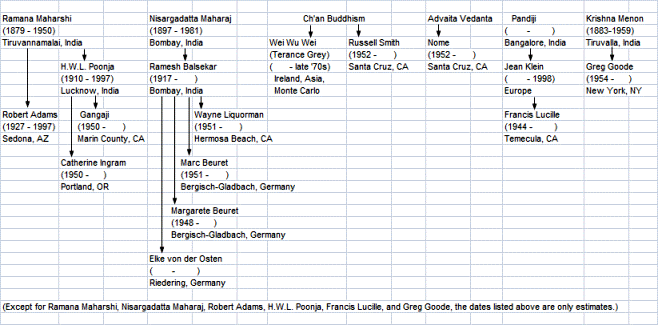 Ramana Maharshi
(1879 - 1950)
Tiruvannamalai, India
H.W.L. Poonja
(1910 - 1997)
Lucknow, India
Robert Adams
(1927 - 1997)
Sedona, AZ
Gangaji
(1950 - )
Marin County, CA
Catherine Ingram
(1950 - )
Portland, OR
Nisargadatta Maharaj
(1897 - 1981)
Bombay, India
Ramesh Balsekar
(1917 - )
Bombay, India
Wayne Liquorman
(1951 - )
Hermosa Beach, CA
Marc Beuret
(1951 - )
Bergisch-Gladbach, Germany
Margarete Beuret
(1948 - )
Bergisch-Gladbach, Germany
Elke von der Osten
( - )
Riedering, Germany
Ch'an Buddhism
Wei Wu Wei
(Terance Grey)
( - late '70s)
Ireland, Asia,
Monte Carlo
Russell Smith
(1952 - )
Santa Cruz, CA
Advaita Vedanta
Nome
(1952 - )
Santa Cruz, CA
Pandiji
( - )
Bangalore, India
Jean Klein
( - 1998)
Europe
Francis Lucille
(1944 - )
Temecula, CA
Krishna Menon
(1883-1959)
Tiruvalla, India
Greg Goode
(1954 - )
New York, NY
(Except for Ramana Maharshi, Nisargadatta Maharaj, Robert Adams, H.W.L. Poonja, Francis Lucille, and Greg Goode, the dates listed above are only estimates.)